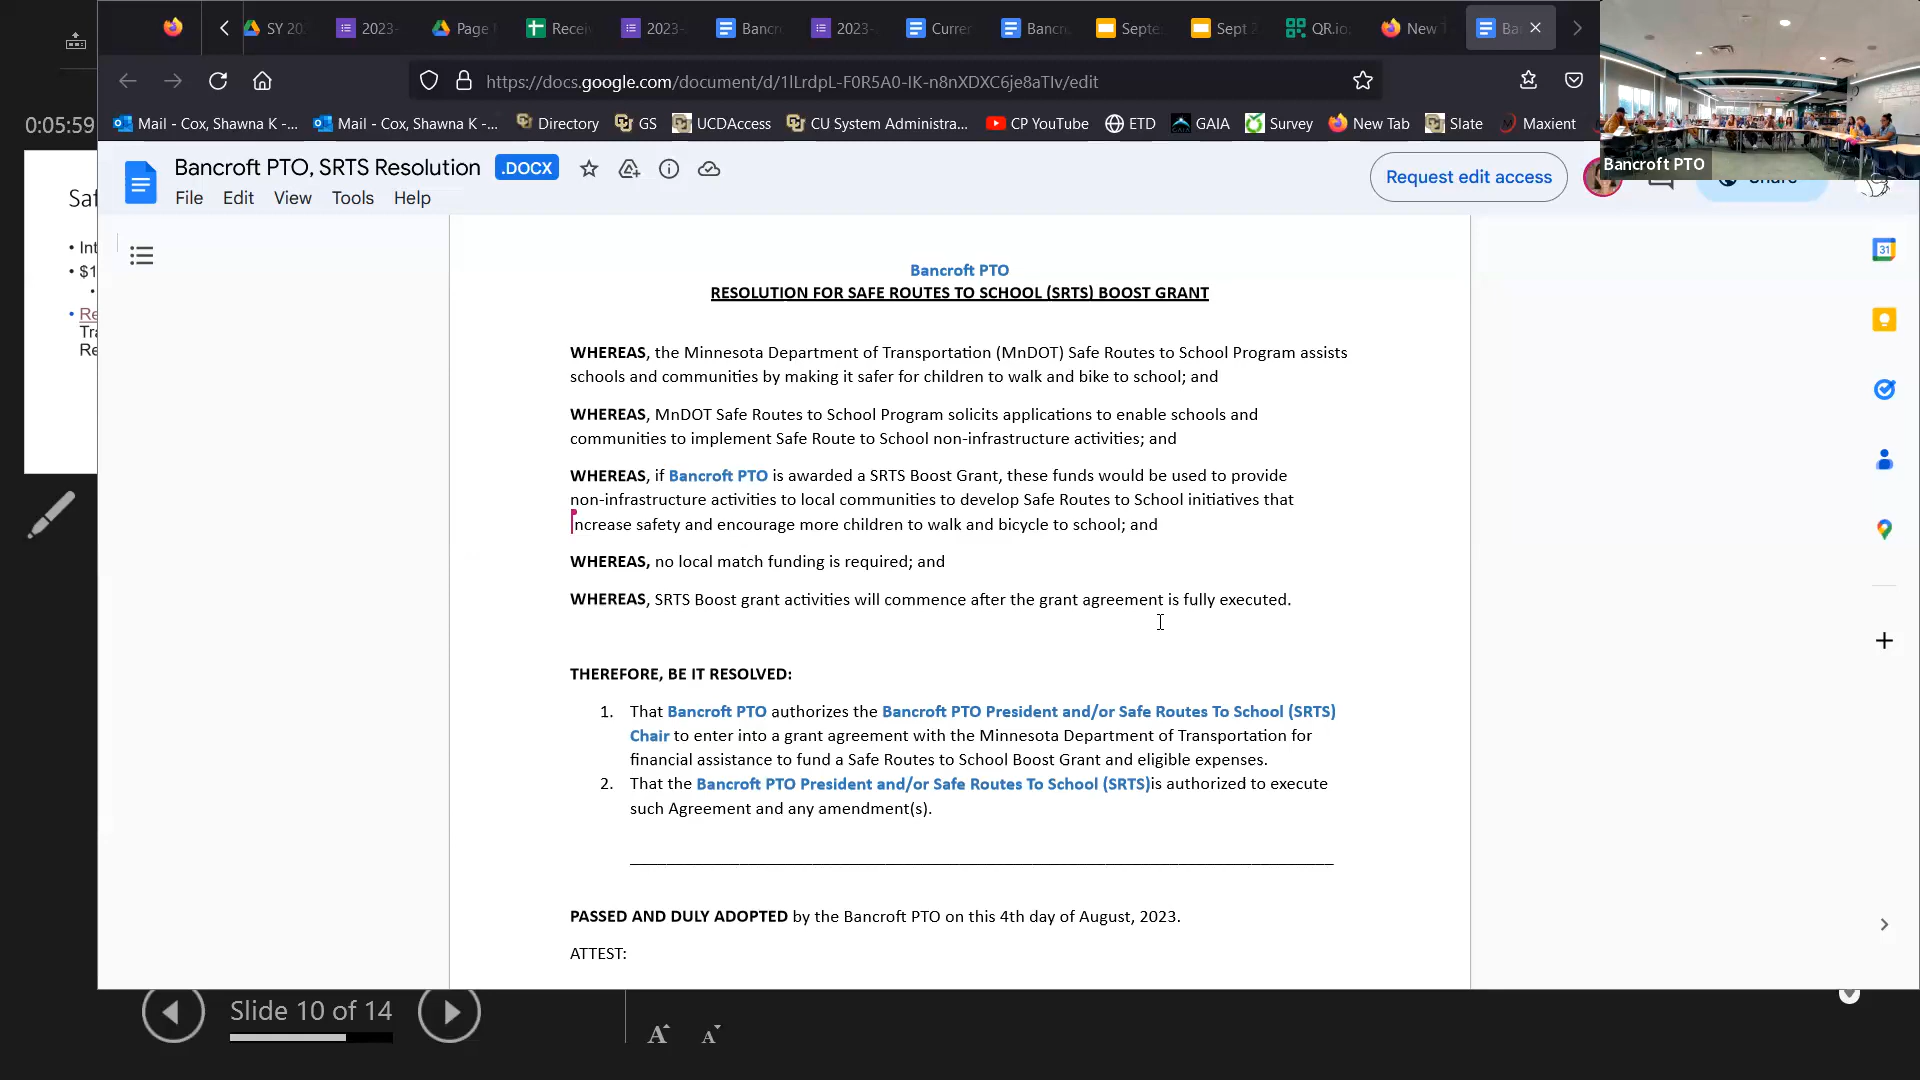 SY 20
2023-
Page
Recei
2023-
Bancro
2023-
Curren
Bancro
Septe
Sept 2
QR.io
New T
Ba
https://docs.google.com/document/d/1lLrdpL-F0R5A0-IK-n8nXDXC6je8aTIv/edit
0:05:59
Mail - Cox, Shawna K -...
Mail - Cox, Shawna K -...
Directory
GS
UCDAccess
CU System Administra...
CP YouTube
ETD
GAIA
Survey
New Tab
Slate
Maxient
Bancroft PTO
Bancroft PTO, SRTS Resolution
.DOCX
Request edit access
Share
File
Edit
View
Tools
Help
Saf
• Int
• $1
•
• Re
Tra
Re
31
Bancroft PTO
RESOLUTION FOR SAFE ROUTES TO SCHOOL (SRTS) BOOST GRANT
WHEREAS, the Minnesota Department of Transportation (MnDOT) Safe Routes to School Program assists
schools and communities by making it safer for children to walk and bike to school; and
WHEREAS, MnDOT Safe Routes to School Program solicits applications to enable schools and
communities to implement Safe Route to School non-infrastructure activities; and
WHEREAS, if Bancroft PTO is awarded a SRTS Boost Grant, these funds would be used to provide
non-infrastructure activities to local communities to develop Safe Routes to School initiatives that
increase safety and encourage more children to walk and bicycle to school; and
WHEREAS, no local match funding is required; and
WHEREAS, SRTS Boost grant activities will commence after the grant agreement is fully executed.
THEREFORE, BE IT RESOLVED:
1. That Bancroft PTO authorizes the Bancroft PTO President and/or Safe Routes To School (SRTS)
Chair to enter into a grant agreement with the Minnesota Department of Transportation for
financial assistance to fund a Safe Routes to School Boost Grant and eligible expenses.
2. That the Bancroft PTO President and/or Safe Routes To School (SRTS)is authorized to execute
such Agreement and any amendment(s).
PASSED AND DULY ADOPTED by the Bancroft PTO on this 4th day of August, 2023.
ATTEST:
Slide 10 of 14
A
A